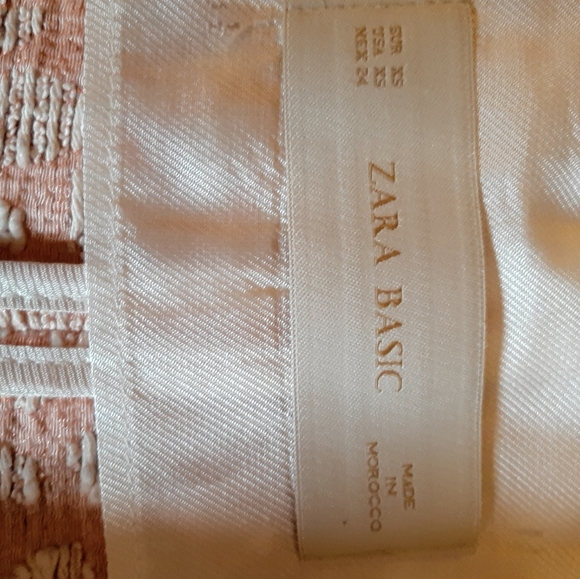 EUR XS
USA XS
MEX 24
ZARA BASIC
MADE
IN
MOROCCO